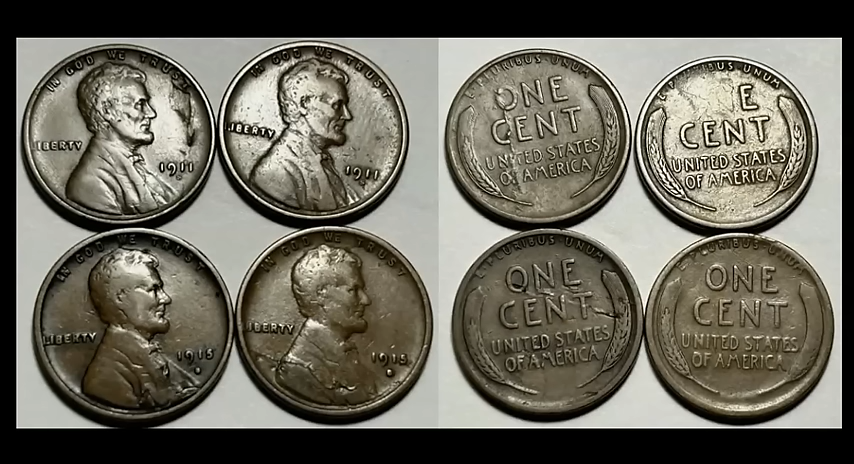 IN GOD WE TRUST
LIBERTY
1911
IN GOD WE TRUST
LIBERTY
1911
E PLURIBUS UNUM
ONE
CENT
UNITED STATES
OF AMERICA
PLURIBUS UNUM
E
CENT
UNITED STATES
OF AMERICA
IN GOD WE TRUST
LIBERTY
1915
IN GOD WE TRUST
LIBERTY
1915
E PLURIBUS UNUM
ONE
CENT
UNITED STATES
OF AMERICA
E PLURIBUS UNUM
ONE
CENT
UNITED STATES
OF AMERICA